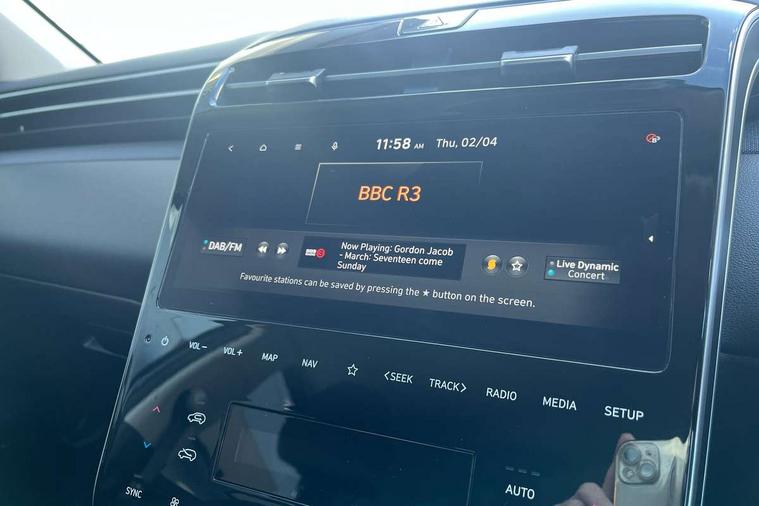 11:58 AM Thu, 02/04
BBC R3
DAB/FM
Now Playing: Gordon Jacob
- March: Seventeen come
Sunday
Live Dynamic
Concert
Favourite stations can be saved by pressing the ★ button on the screen.
VOL− VOL+ MAP NAV <SEEK TRACK> RADIO MEDIA SETUP
SYNC AUTO